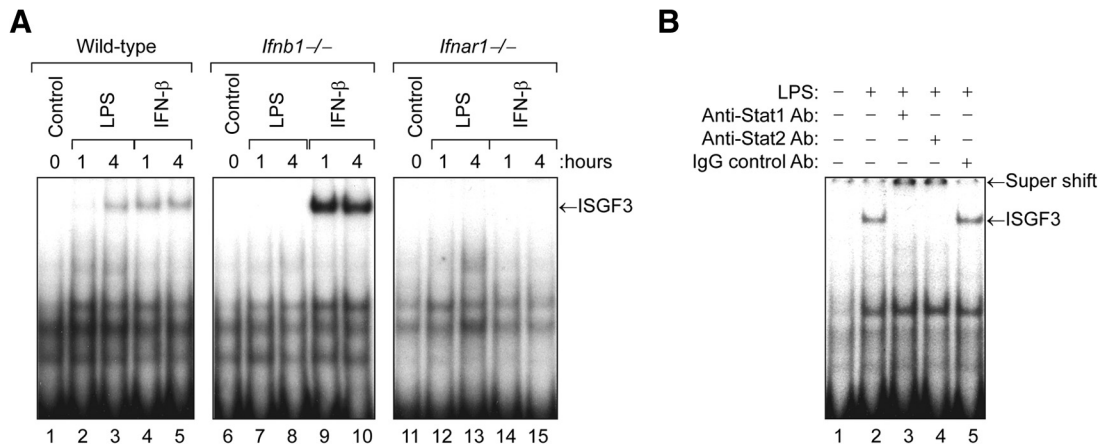 A
Wild-type
Ifnb1–/–
Ifnar1–/–
Control
LPS
IFN-β
Control
LPS
IFN-β
Control
LPS
IFN-β
0 1 4 1 4 0 1 4 1 4 0 1 4 1 4 :hours
←ISGF3
1 2 3 4 5 6 7 8 9 10 11 12 13 14 15
B
LPS: – + + + +
Anti-Stat1 Ab: – – + – –
Anti-Stat2 Ab: – – – + –
IgG control Ab: – – – – +
←Super shift
←ISGF3
1 2 3 4 5